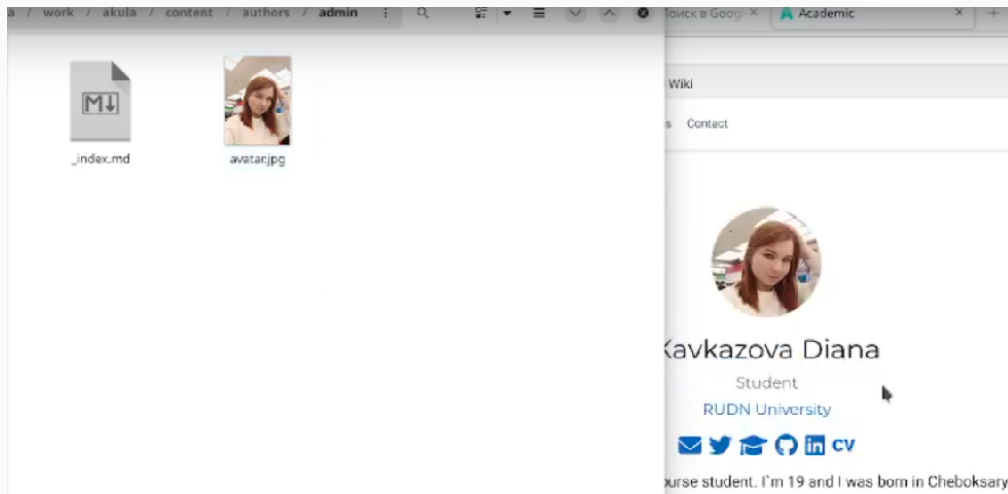 a / work / akula / content / authors / admin
Поиск в Goog
Academic
Wiki
s Contact
M↓
_index.md
avatar.jpg
Kavkazova Diana
Student
RUDN University
CV
ourse student. I`m 19 and I was born in Cheboksary